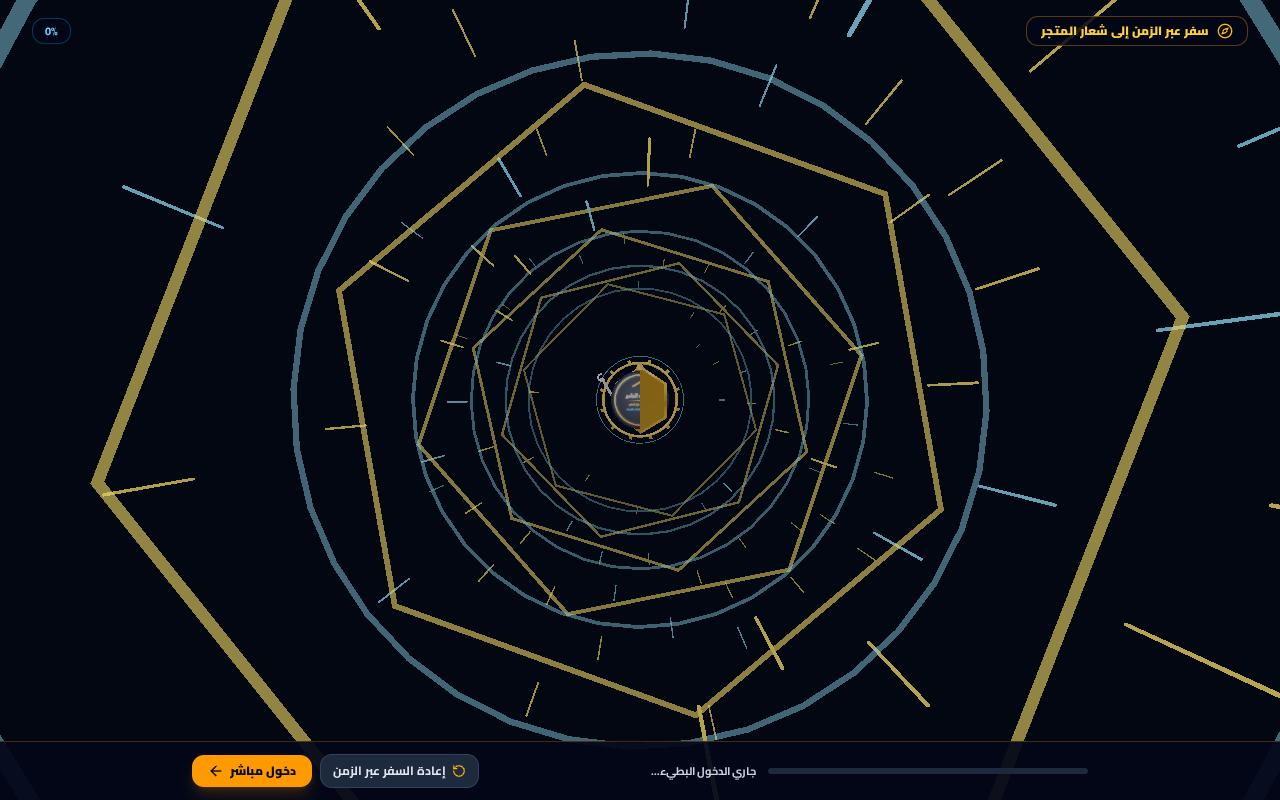 سفر عبر الزمن إلى شعار المتجر
0%
جاري الدخول البطيء...
إعادة السفر عبر الزمن
دخول مباشر